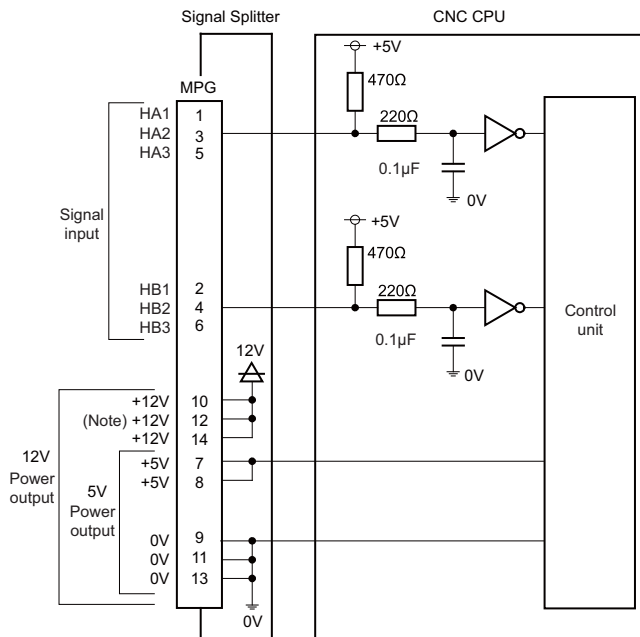 Signal Splitter
CNC CPU
+5V
470Ω
MPG
220Ω
HA1 1
HA2 3
HA3 5
0.1μF
0V
Signal
input
+5V
470Ω
HB1 2
HB2 4
HB3 6
220Ω
0.1μF
0V
Control
unit
12V
+12V 10
(Note) +12V 12
+12V 14
12V
Power
output
+5V 7
+5V 8
5V
Power
output
0V 9
0V 11
0V 13
0V